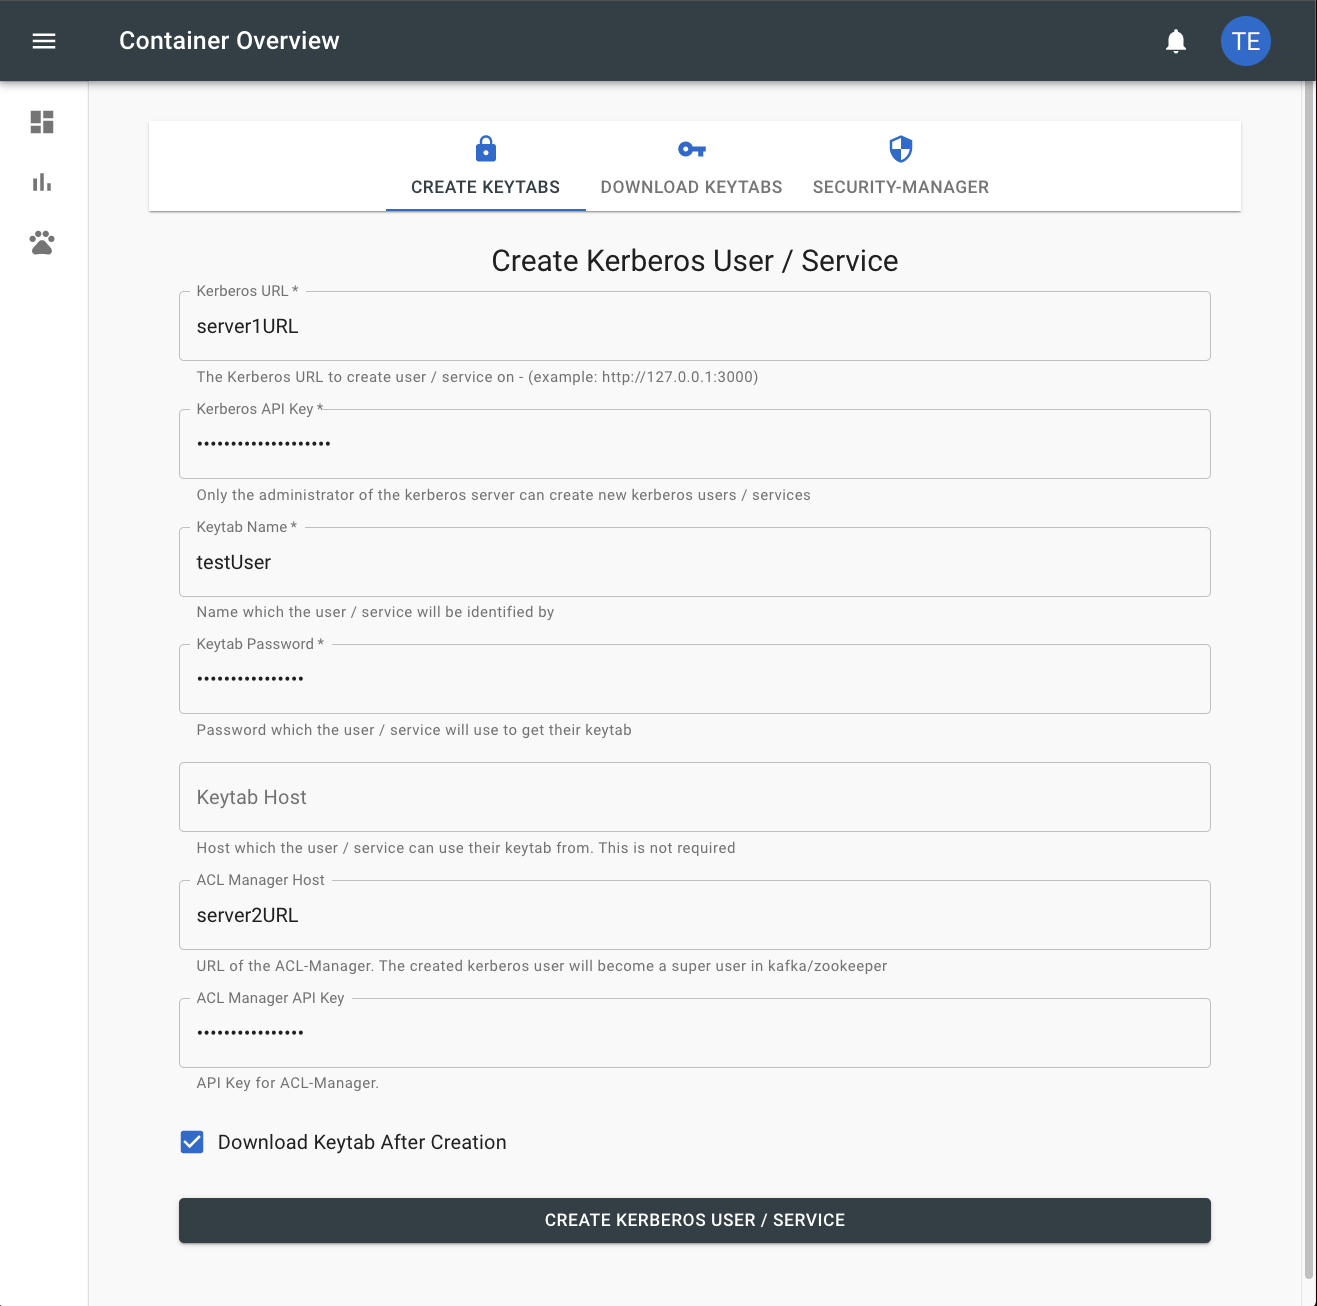 Container Overview
TE
CREATE KEYTABS
DOWNLOAD KEYTABS
SECURITY-MANAGER
Create Kerberos User / Service
Kerberos URL *
server1URL
The Kerberos URL to create user / service on - (example: http://127.0.0.1:3000)
Kerberos API Key *
••••••••••••••••••••
Only the administrator of the kerberos server can create new kerberos users / services
Keytab Name *
testUser
Name which the user / service will be identified by
Keytab Password *
••••••••••••••••
Password which the user / service will use to get their keytab
Keytab Host
Host which the user / service can use their keytab from. This is not required
ACL Manager Host
server2URL
URL of the ACL-Manager. The created kerberos user will become a super user in kafka/zookeeper
ACL Manager API Key
••••••••••••••••
API Key for ACL-Manager.
Download Keytab After Creation
CREATE KERBEROS USER / SERVICE